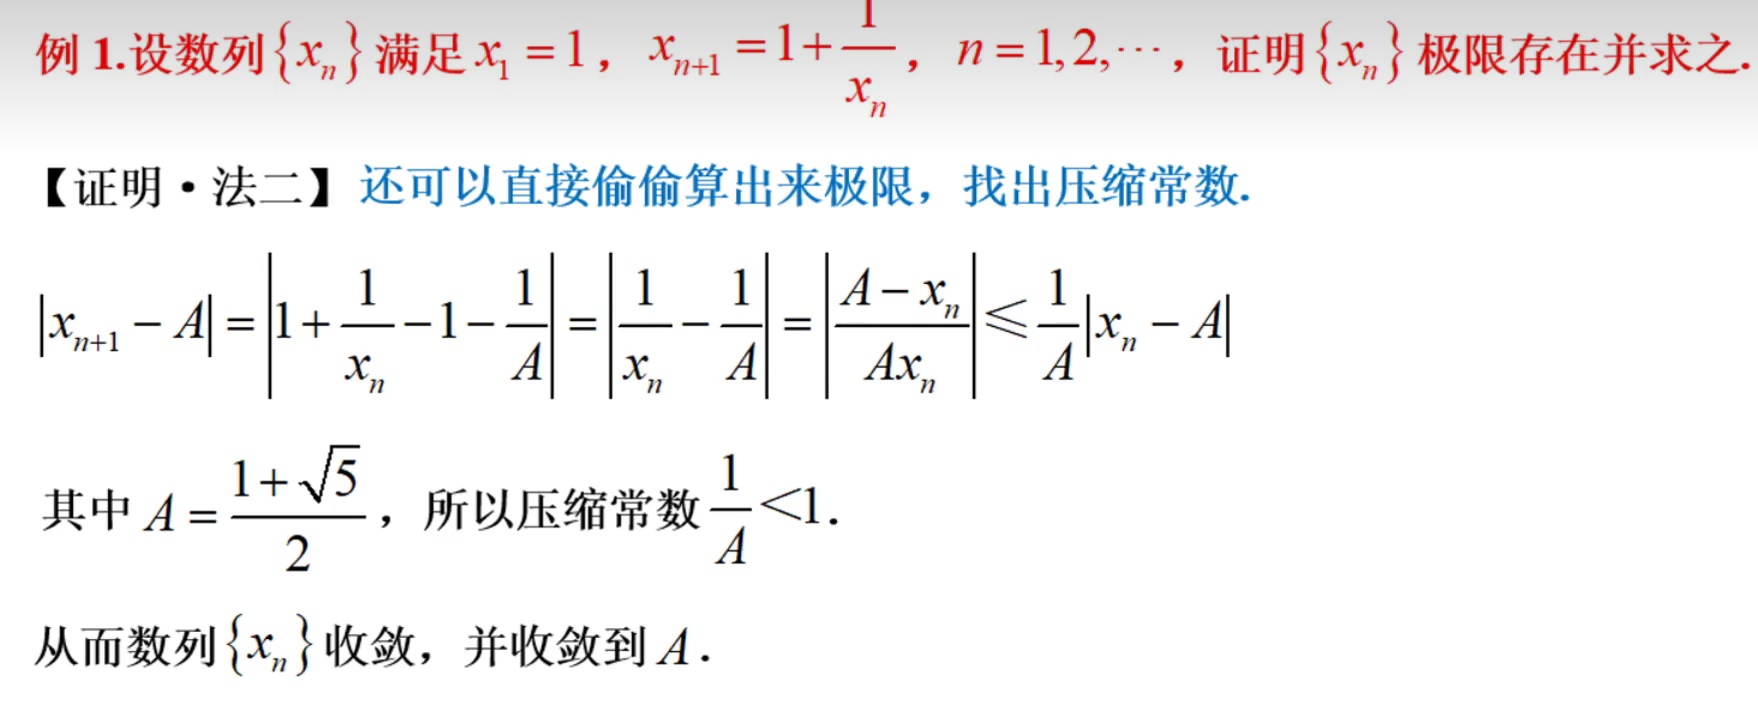 例 1.设数列{xₙ}满足 x₁ = 1，xₙ₊₁ = 1 + 1/xₙ，n = 1, 2, ⋯，证明{xₙ}极限存在并求之.
【证明·法二】还可以直接偷偷算出来极限，找出压缩常数.
|xₙ₊₁ − A| = |1 + 1/xₙ − 1 − 1/A| = |1/xₙ − 1/A| = |(A − xₙ)/(Axₙ)| ⩽ 1/A |xₙ − A|
其中 A = (1 + √5)/2，所以压缩常数 1/A < 1.
从而数列{xₙ}收敛，并收敛到 A.